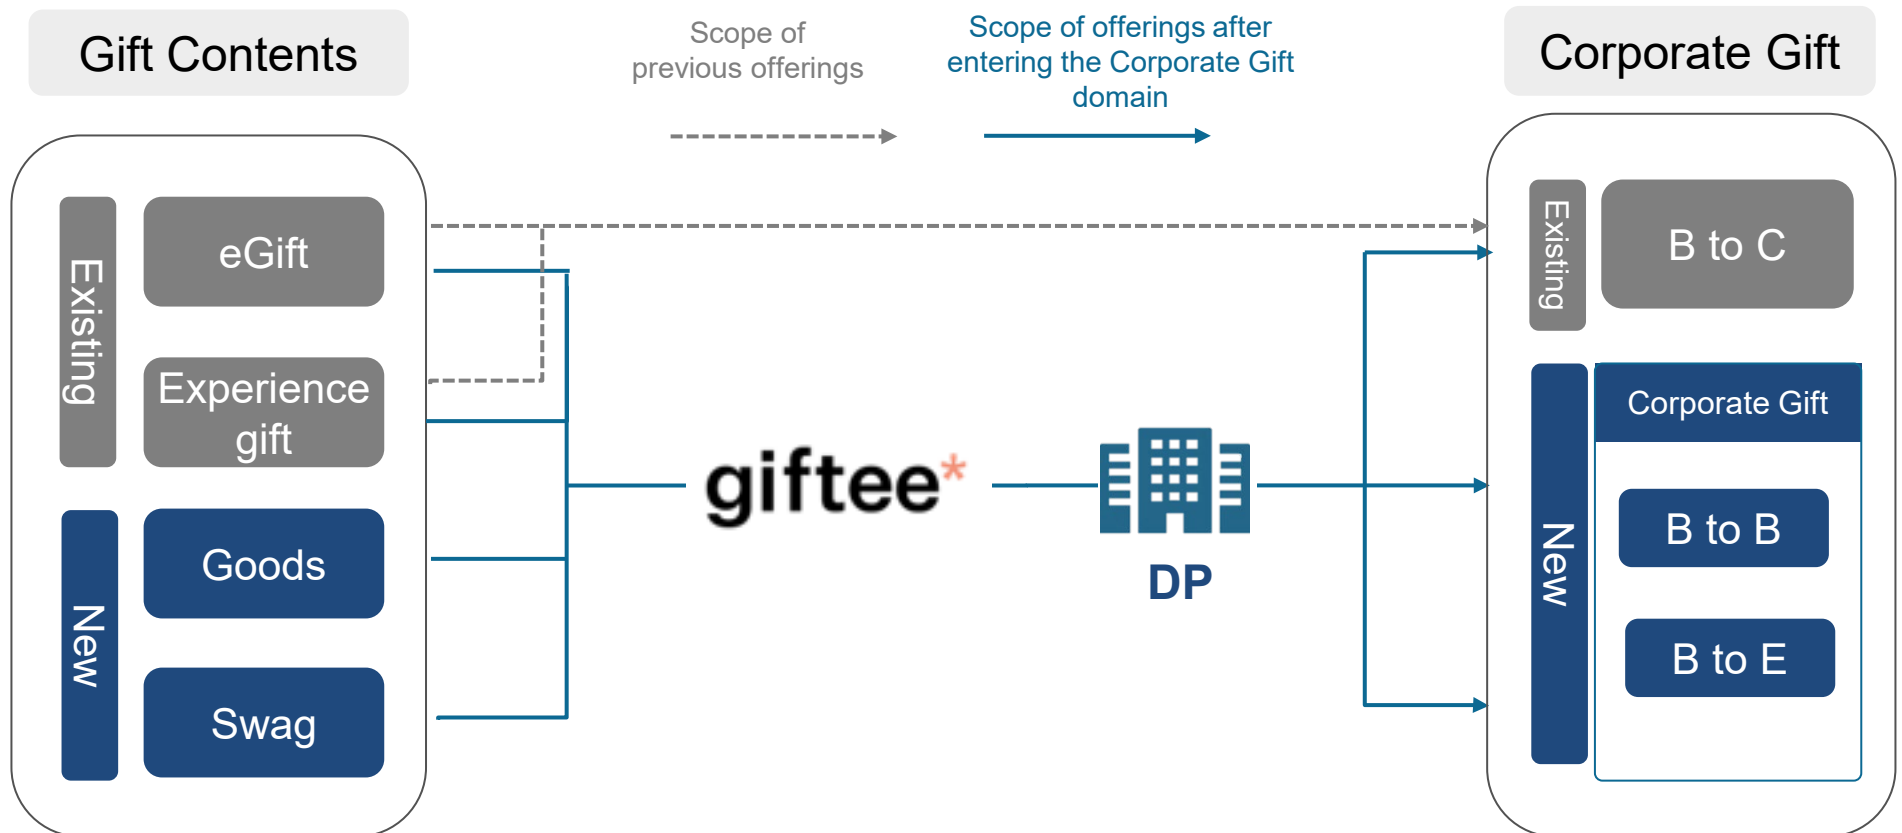 Gift Contents
Scope of
previous offerings
Scope of offerings after
entering the Corporate Gift
domain
Corporate Gift
Existing
eGift
Experience
gift
New
Goods
Swag
giftee*
DP
Existing
B to C
New
Corporate Gift
B to B
B to E